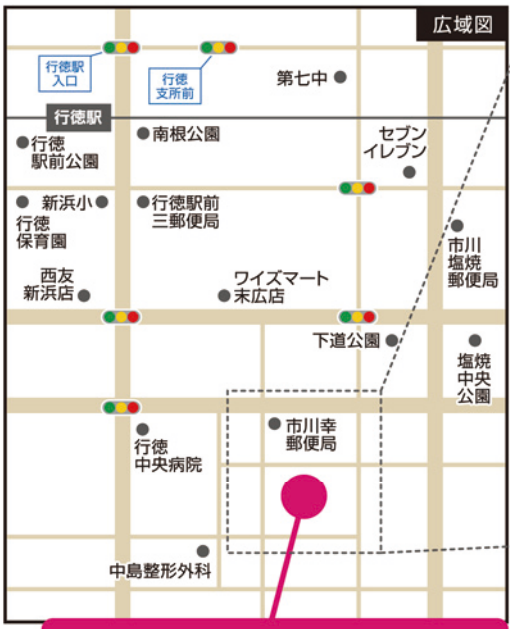 広域図
行徳駅
入口
行徳
支所前
第七中
行徳駅
行徳
駅前公園
南根公園
セブン
イレブン
新浜小
行徳
保育園
行徳駅前
三郵便局
市川
塩焼
郵便局
西友
新浜店
ワイズマート
末広店
下道公園
塩焼
中央
公園
市川幸
郵便局
行徳
中央病院
中島整形外科